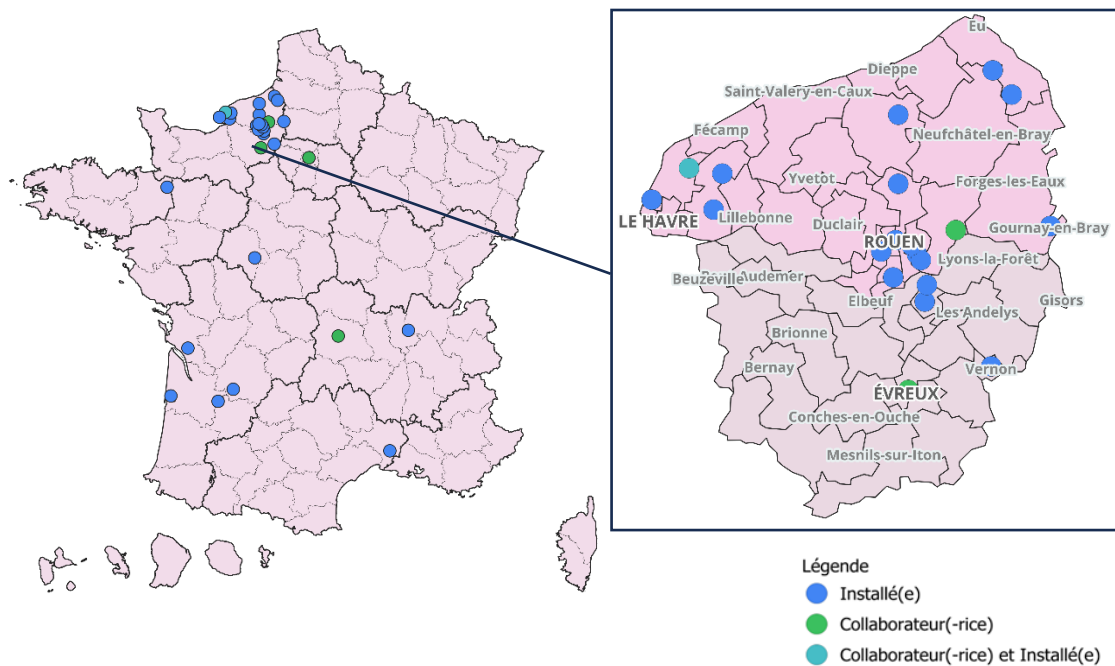 Eu
Dieppe
Saint-Valery-en-Caux
Fécamp
Neufchâtel-en-Bray
Yvetot
Forges-les-Eaux
LE HAVRE
Lillebonne
Duclair
Gournay-en-Bray
ROUEN
Lyons-la-Forêt
Beuzeville
Audemer
Elbeuf
Gisors
Les Andelys
Brionne
Bernay
Vernon
ÉVREUX
Conches-en-Ouche
Mesnils-sur-Iton
Légende
Installé(e)
Collaborateur(-rice)
Collaborateur(-rice) et Installé(e)